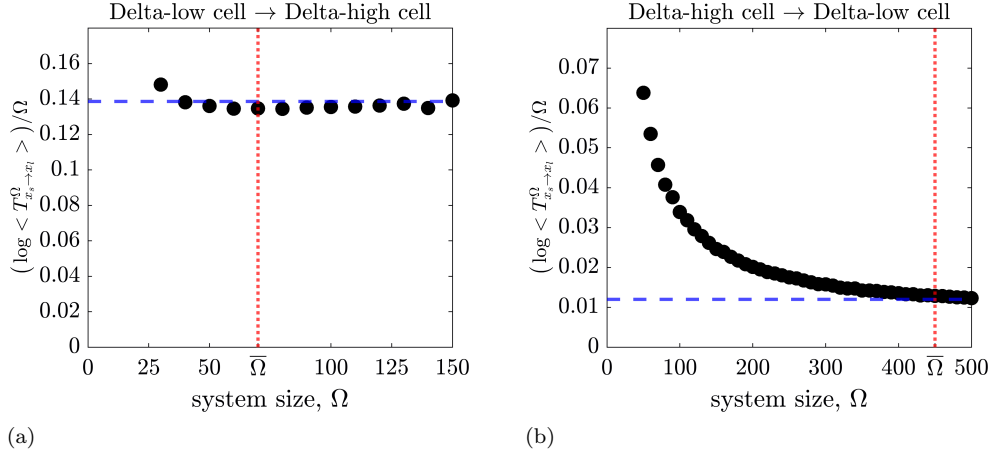 Delta-low cell → Delta-high cell
(log < T^Ω_{x_s→x_l} >)/Ω
0.16
0.14
0.12
0.1
0.08
0.06
0.04
0.02
0
0 50 Ω̅ 100 150
system size, Ω
(a)
Delta-high cell → Delta-low cell
(log < T^Ω_{x_s→x_l} >)/Ω
0.07
0.06
0.05
0.04
0.03
0.02
0.01
0
0 100 200 300 400 Ω̅ 500
system size, Ω
(b)